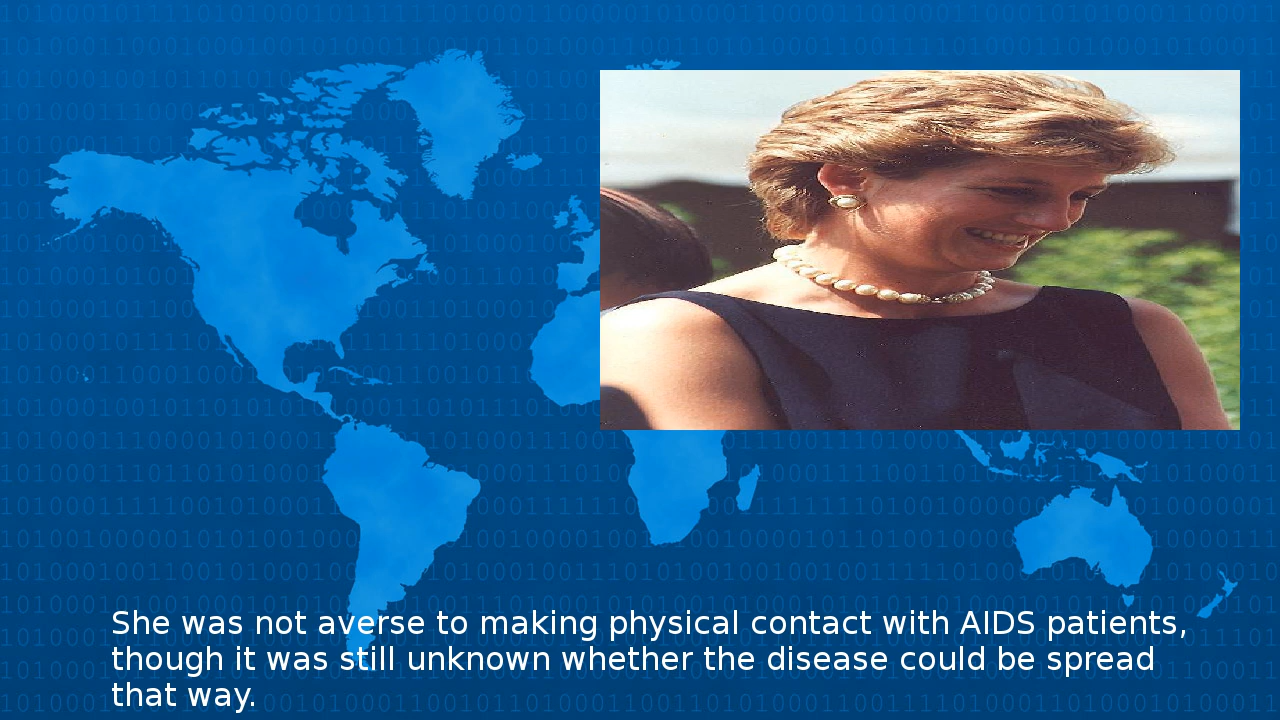 She was not averse to making physical contact with AIDS patients,
though it was still unknown whether the disease could be spread
that way.